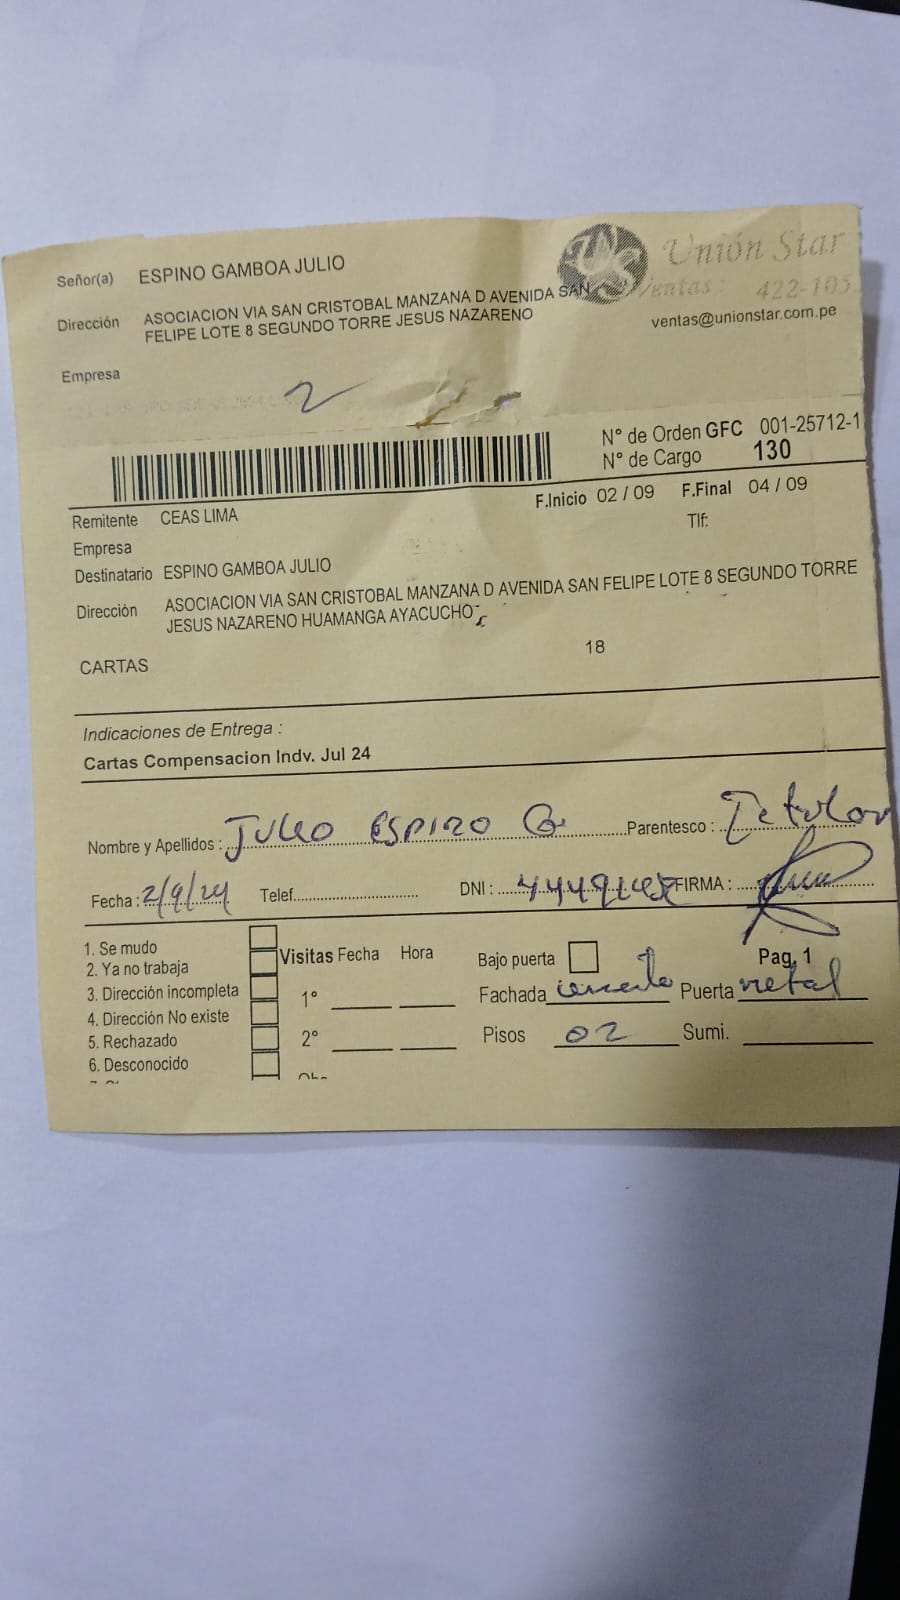 Señor(a) ESPINO GAMBOA JULIO
Unión Star
Ventas: 422-105
ventas@unionstar.com.pe
Dirección ASOCIACION VIA SAN CRISTOBAL MANZANA D AVENIDA SAN
FELIPE LOTE 8 SEGUNDO TORRE JESUS NAZARENO
Empresa
2
N° de Orden GFC 001-25712-1
N° de Cargo 130
F.Inicio 02 / 09 F.Final 04 / 09
Remitente CEAS LIMA
Tlf:
Empresa
Destinatario ESPINO GAMBOA JULIO
Dirección ASOCIACION VIA SAN CRISTOBAL MANZANA D AVENIDA SAN FELIPE LOTE 8 SEGUNDO TORRE
JESUS NAZARENO HUAMANGA AYACUCHO
CARTAS 18
Indicaciones de Entrega :
Cartas Compensacion Indv. Jul 24
Nombre y Apellidos : JULIO ESPINO G. Parentesco : Titular
Fecha : 2/9/24 Telef. DNI : FIRMA :
1. Se mudo
2. Ya no trabaja
3. Dirección incompleta
4. Dirección No existe
5. Rechazado
6. Desconocido
Visitas Fecha Hora
1°
2°
Bajo puerta
Pag. 1
Fachada Puerta metal
Pisos 02 Sumi.